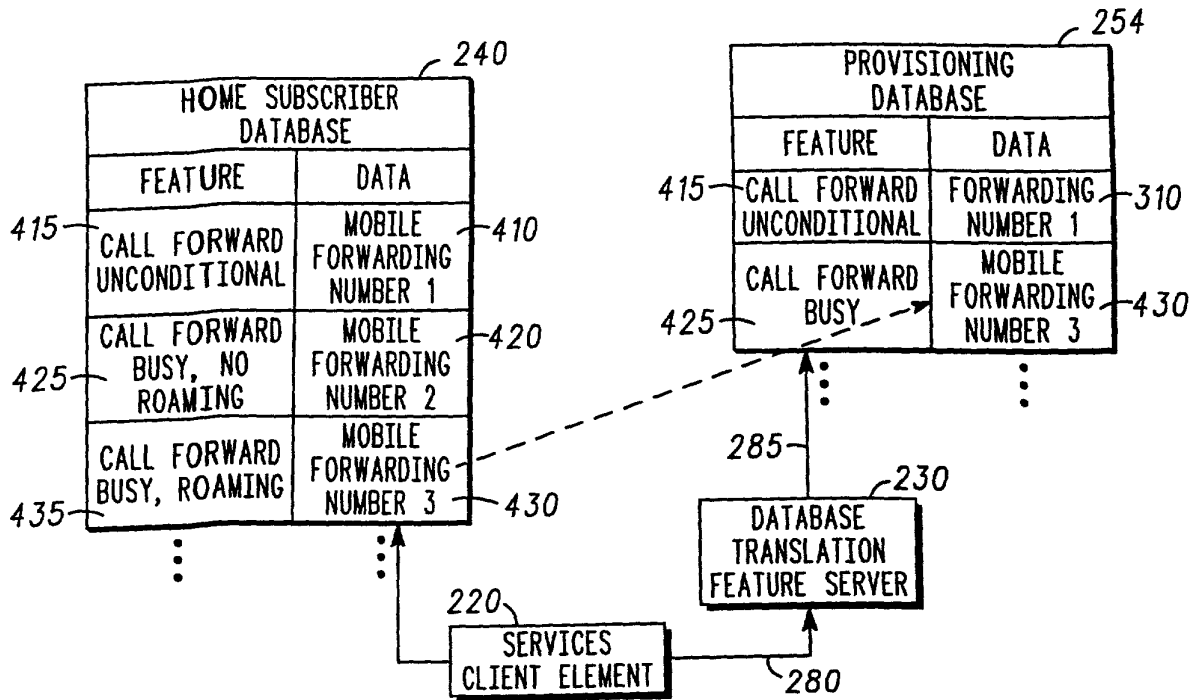 240
HOME SUBSCRIBER
DATABASE
FEATURE
DATA
415
CALL FORWARD
UNCONDITIONAL
MOBILE
FORWARDING
NUMBER 1
410
425
CALL FORWARD
BUSY, NO
ROAMING
MOBILE
FORWARDING
NUMBER 2
420
435
CALL FORWARD
BUSY, ROAMING
MOBILE
FORWARDING
NUMBER 3
430
254
PROVISIONING
DATABASE
FEATURE
DATA
415
CALL FORWARD
UNCONDITIONAL
FORWARDING
NUMBER 1
310
425
CALL FORWARD
BUSY
MOBILE
FORWARDING
NUMBER 3
430
285
230
DATABASE
TRANSLATION
FEATURE SERVER
220
SERVICES
CLIENT ELEMENT
280